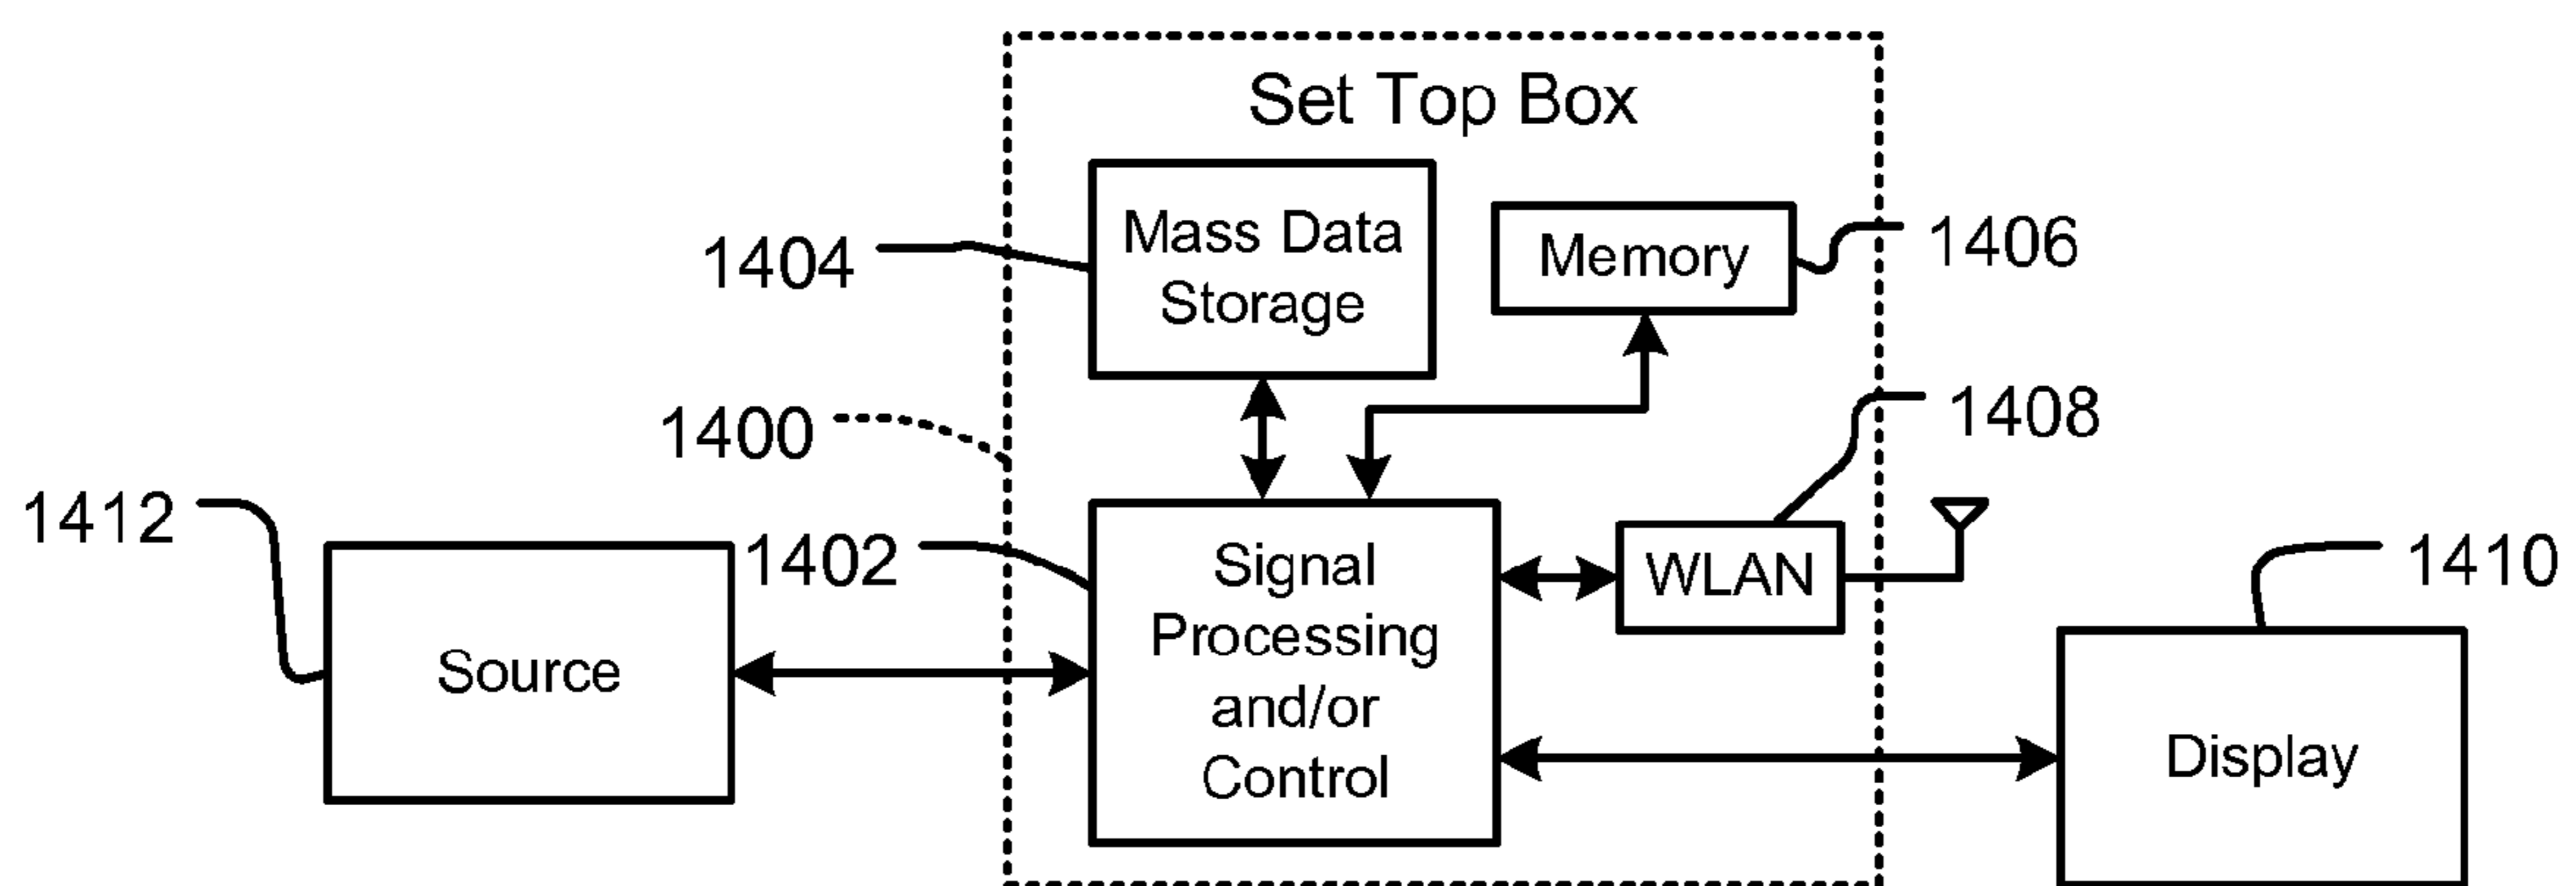 Set Top Box
1404
Mass Data
Storage
Memory
1406
1400
1408
1412
1402
Signal
Processing
and/or
Control
WLAN
1410
Source
Display